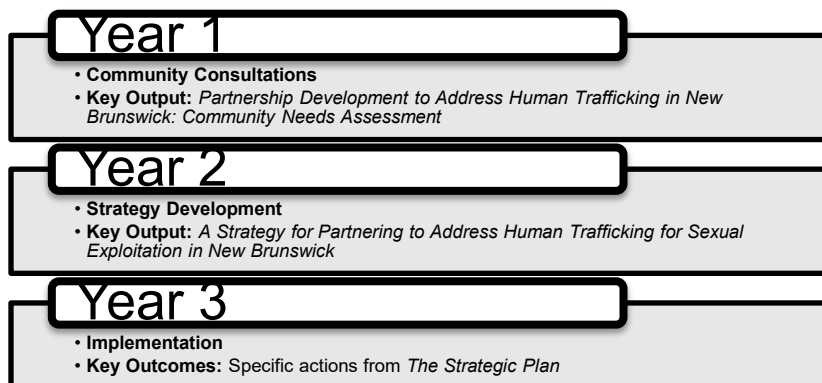 Year 1
• Community Consultations
• Key Output: Partnership Development to Address Human Trafficking in New
Brunswick: Community Needs Assessment
Year 2
• Strategy Development
• Key Output: A Strategy for Partnering to Address Human Trafficking for Sexual
Exploitation in New Brunswick
Year 3
• Implementation
• Key Outcomes: Specific actions from The Strategic Plan